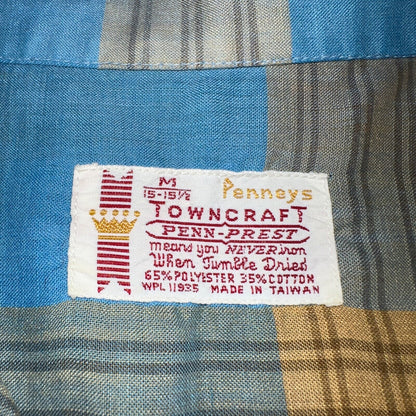 M
15-15½ Penneys
TOWNCRAFT
PENN-PREST
means you NEVER iron
When Tumble Dried
65% POLYESTER 35% COTTON
WPL 11935 MADE IN TAIWAN